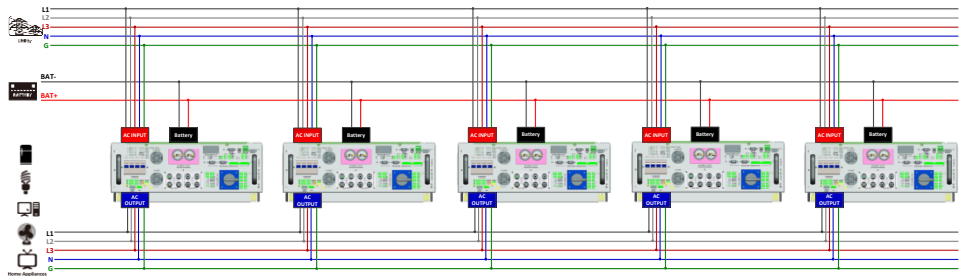 L1
L2
L3
N
G
Utility
BAT-
BATTERY
BAT+
AC INPUT Battery AC INPUT Battery AC INPUT Battery AC INPUT Battery AC INPUT Battery
AC OUTPUT AC OUTPUT AC OUTPUT AC OUTPUT AC OUTPUT
L1
L2
L3
N
G
Home Appliances